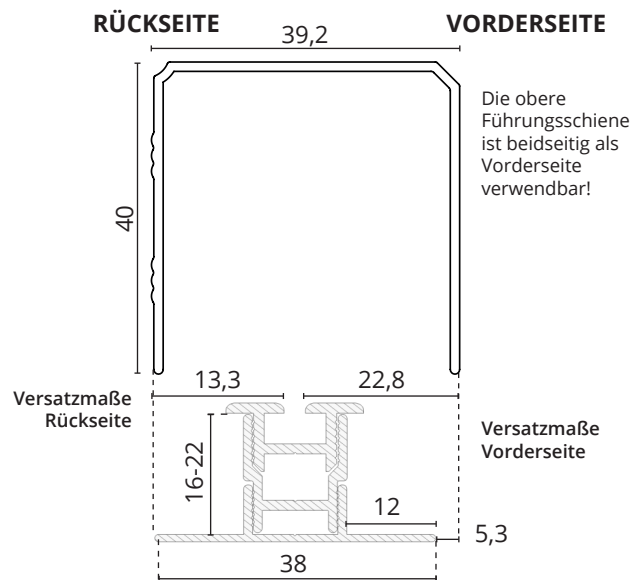 RÜCKSEITE
VORDERSEITE
39,2
Die obere
Führungsschiene
ist beidseitig als
Vorderseite
verwendbar!
40
13,3
22,8
Versatzmaße
Rückseite
Versatzmaße
Vorderseite
16-22
12
5,3
38